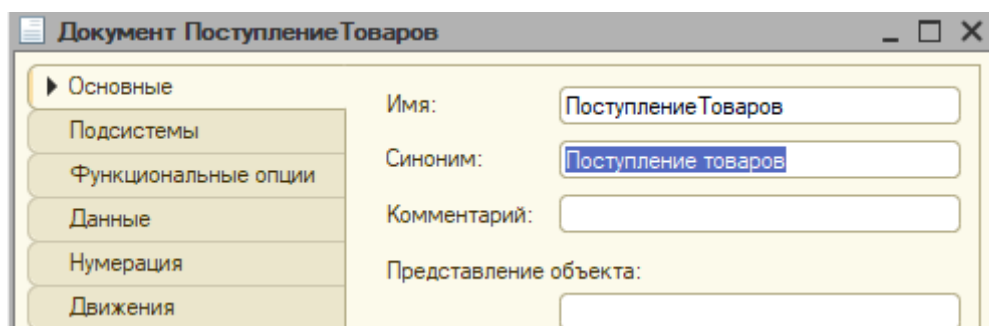 Документ ПоступлениеТоваров
Основные
Подсистемы
Функциональные опции
Данные
Нумерация
Движения
Имя: ПоступлениеТоваров
Синоним: Поступление товаров
Комментарий:
Представление объекта: